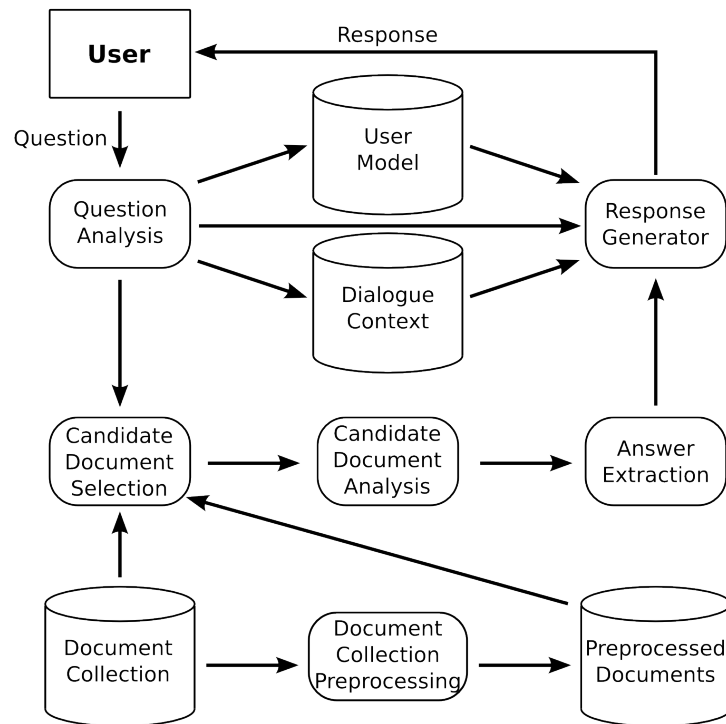 User
Response
Question
User
Model
Question
Analysis
Response
Generator
Dialogue
Context
Candidate
Document
Selection
Candidate
Document
Analysis
Answer
Extraction
Document
Collection
Document
Collection
Preprocessing
Preprocessed
Documents